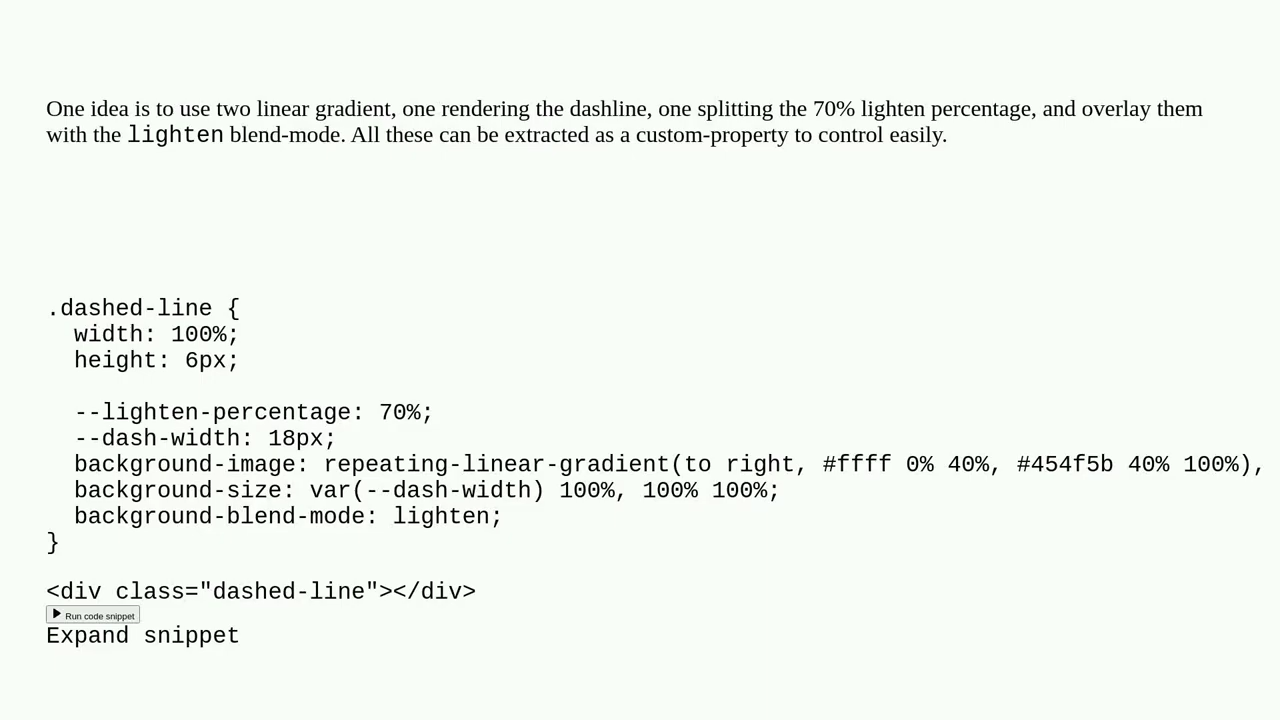 One idea is to use two linear gradient, one rendering the dashline, one splitting the 70% lighten percentage, and overlay them
with the lighten blend-mode. All these can be extracted as a custom-property to control easily.
.dashed-line {
  width: 100%;
  height: 6px;
  --lighten-percentage: 70%;
  --dash-width: 18px;
  background-image: repeating-linear-gradient(to right, #ffff 0% 40%, #454f5b 40% 100%),
  background-size: var(--dash-width) 100%, 100% 100%;
  background-blend-mode: lighten;
}
<div class="dashed-line"></div>
Run code snippet
Expand snippet